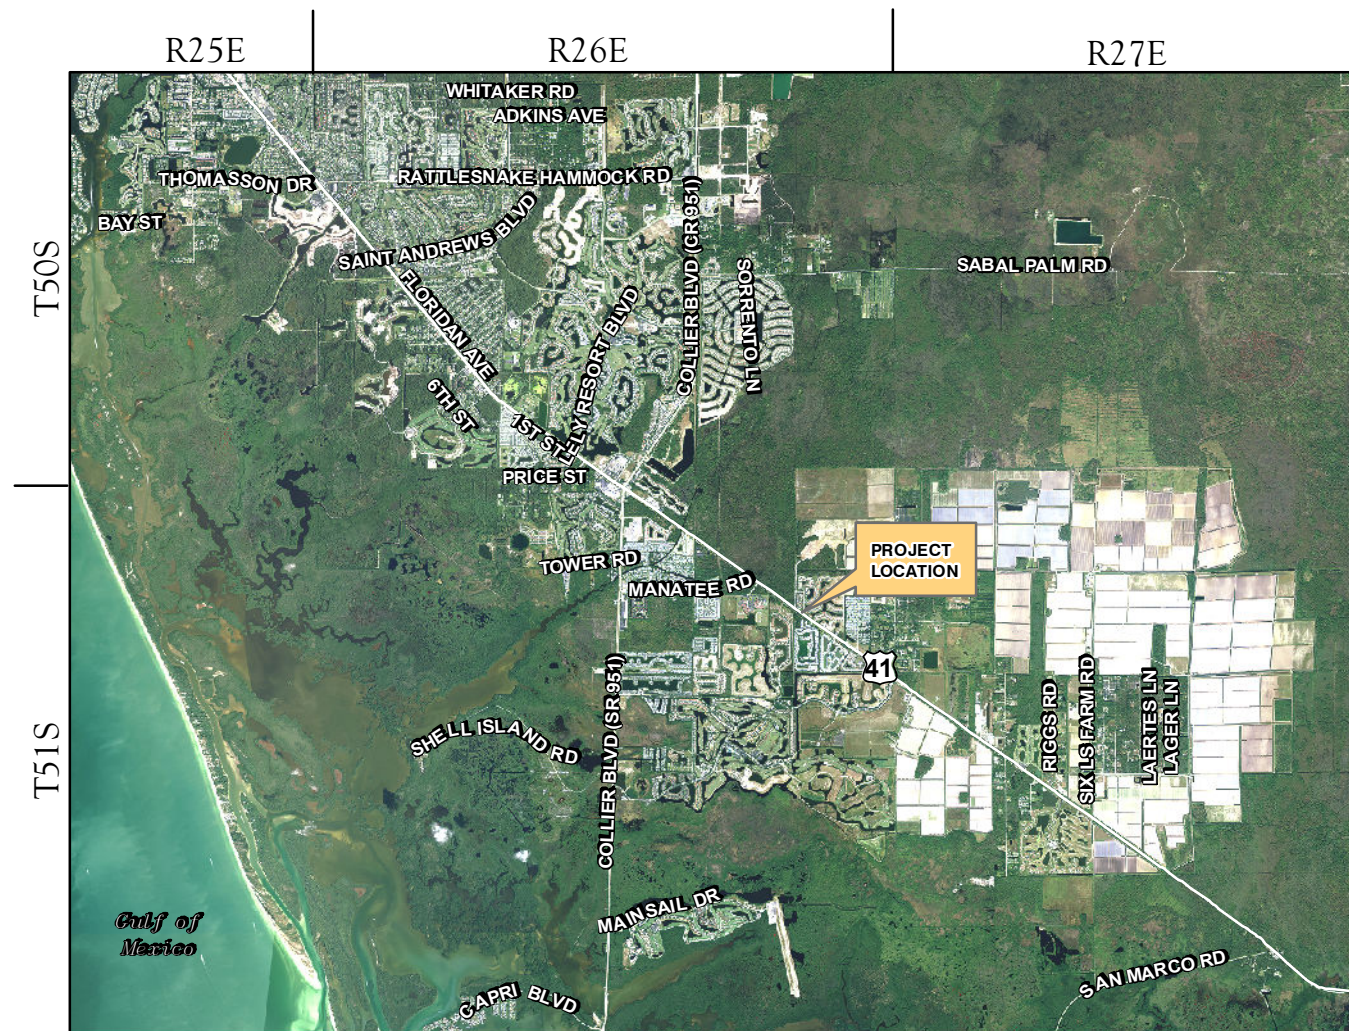 R25E
R26E
R27E
WHITAKER RD
ADKINS AVE
THOMASSON DR
RATTLESNAKE HAMMOCK RD
BAY ST
SAINT ANDREWS BLVD
COLLIER BLVD (CR 951)
T50S
SABAL PALM RD
FLORIDAN AVE
LELY RESORT BLVD
SORRENTO LN
6TH ST
1ST ST
PRICE ST
PROJECT
LOCATION
TOWER RD
MANATEE RD
41
COLLIER BLVD (SR 951)
SHELL ISLAND RD
RIGGS RD
SIX LS FARM RD
LAERTES LN
LAGER LN
T51S
MAINSAIL DR
Gulf of
Mexico
SAN MARCO RD
CAPRI BLVD